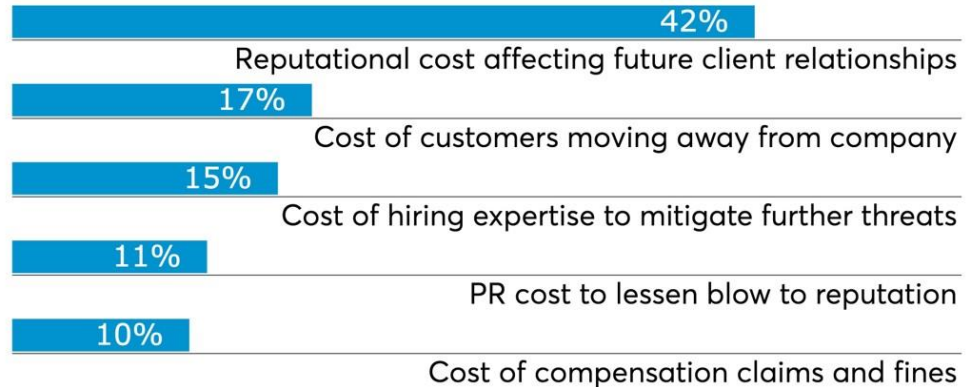 42%
Reputational cost affecting future client relationships
17%
Cost of customers moving away from company
15%
Cost of hiring expertise to mitigate further threats
11%
PR cost to lessen blow to reputation
10%
Cost of compensation claims and fines